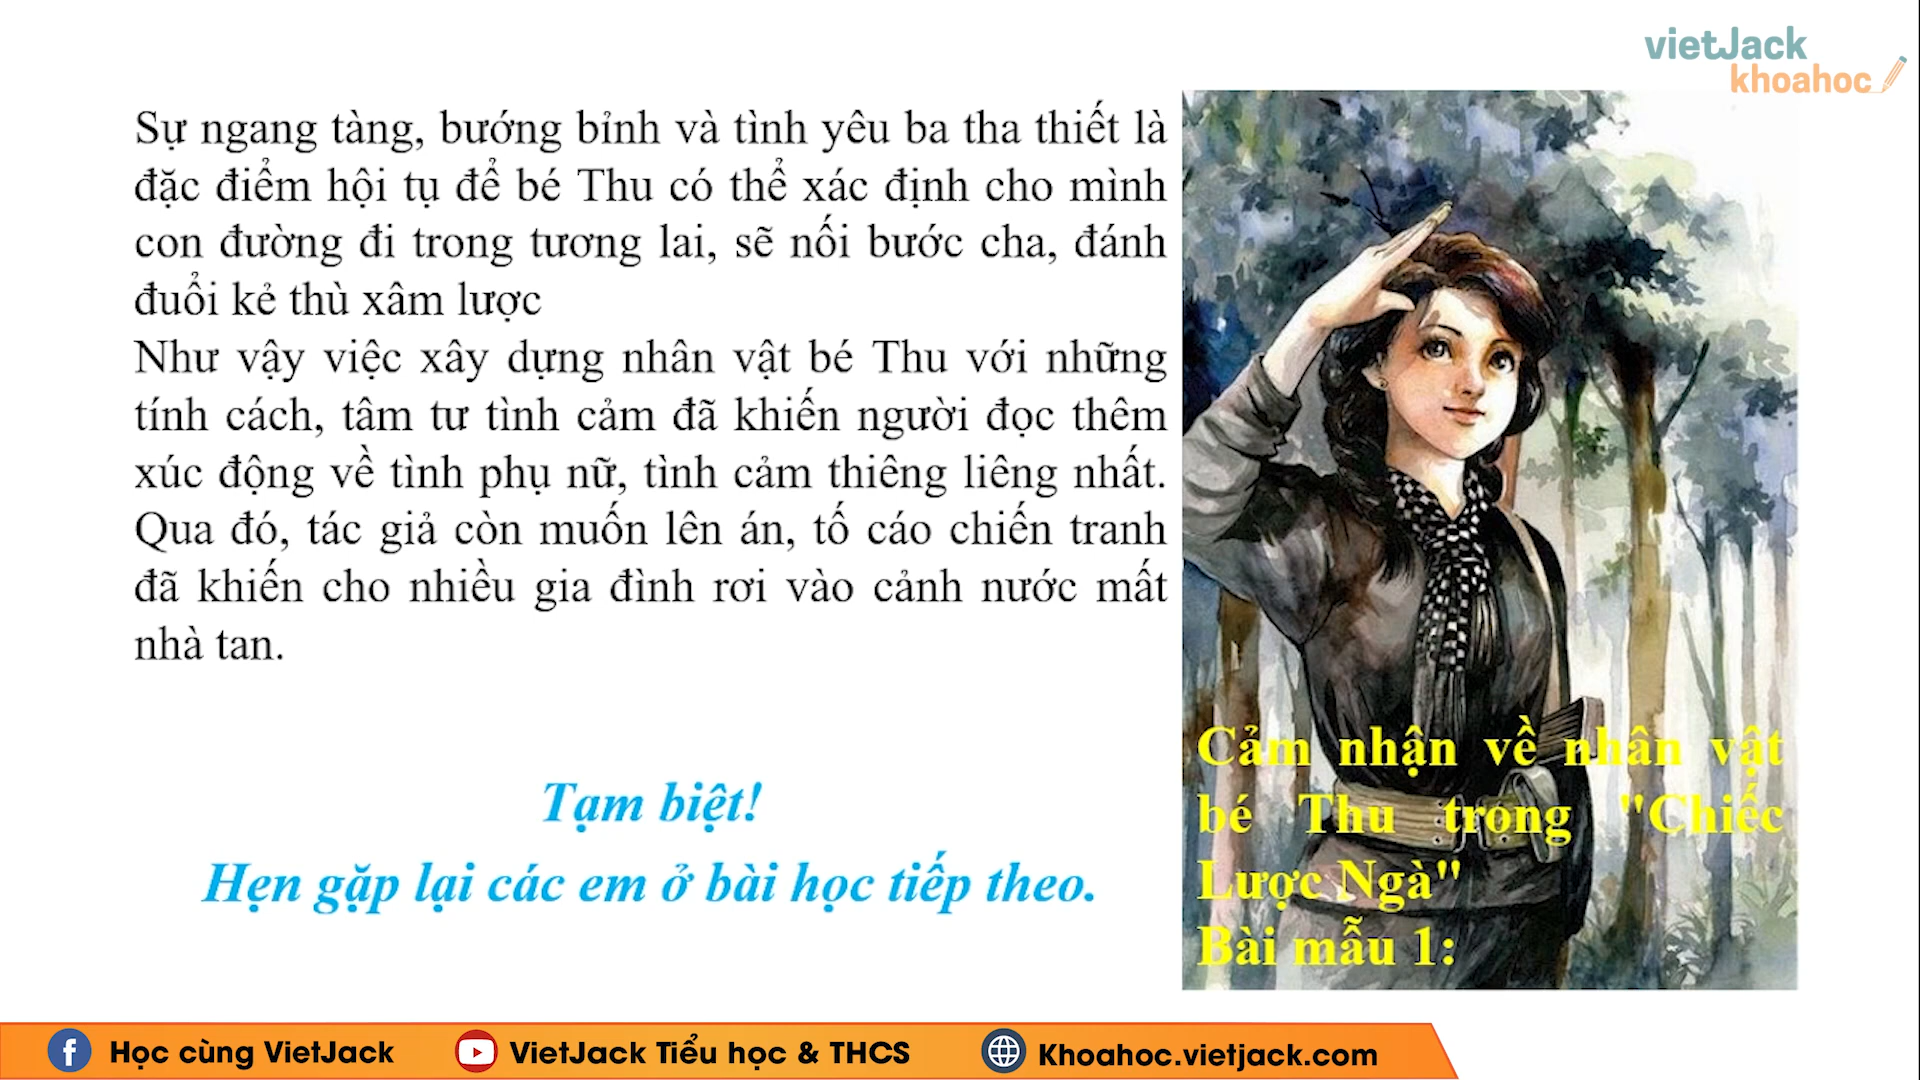 vietJack
khoahoc
Sự ngang tàng, bướng bỉnh và tình yêu ba tha thiết là
đặc điểm hội tụ để bé Thu có thể xác định cho mình
con đường đi trong tương lai, sẽ nối bước cha, đánh
đuổi kẻ thù xâm lược
Như vậy việc xây dựng nhân vật bé Thu với những
tính cách, tâm tư tình cảm đã khiến người đọc thêm
xúc động về tình phụ nữ, tình cảm thiêng liêng nhất.
Qua đó, tác giả còn muốn lên án, tố cáo chiến tranh
đã khiến cho nhiều gia đình rơi vào cảnh nước mất
nhà tan.
Tạm biệt!
Hẹn gặp lại các em ở bài học tiếp theo.
Cảm nhận về nhân vật
bé Thu trong "Chiếc
Lược Ngà"
Bài mẫu 1:
Học cùng VietJack
VietJack Tiểu học & THCS
Khoahoc.vietjack.com